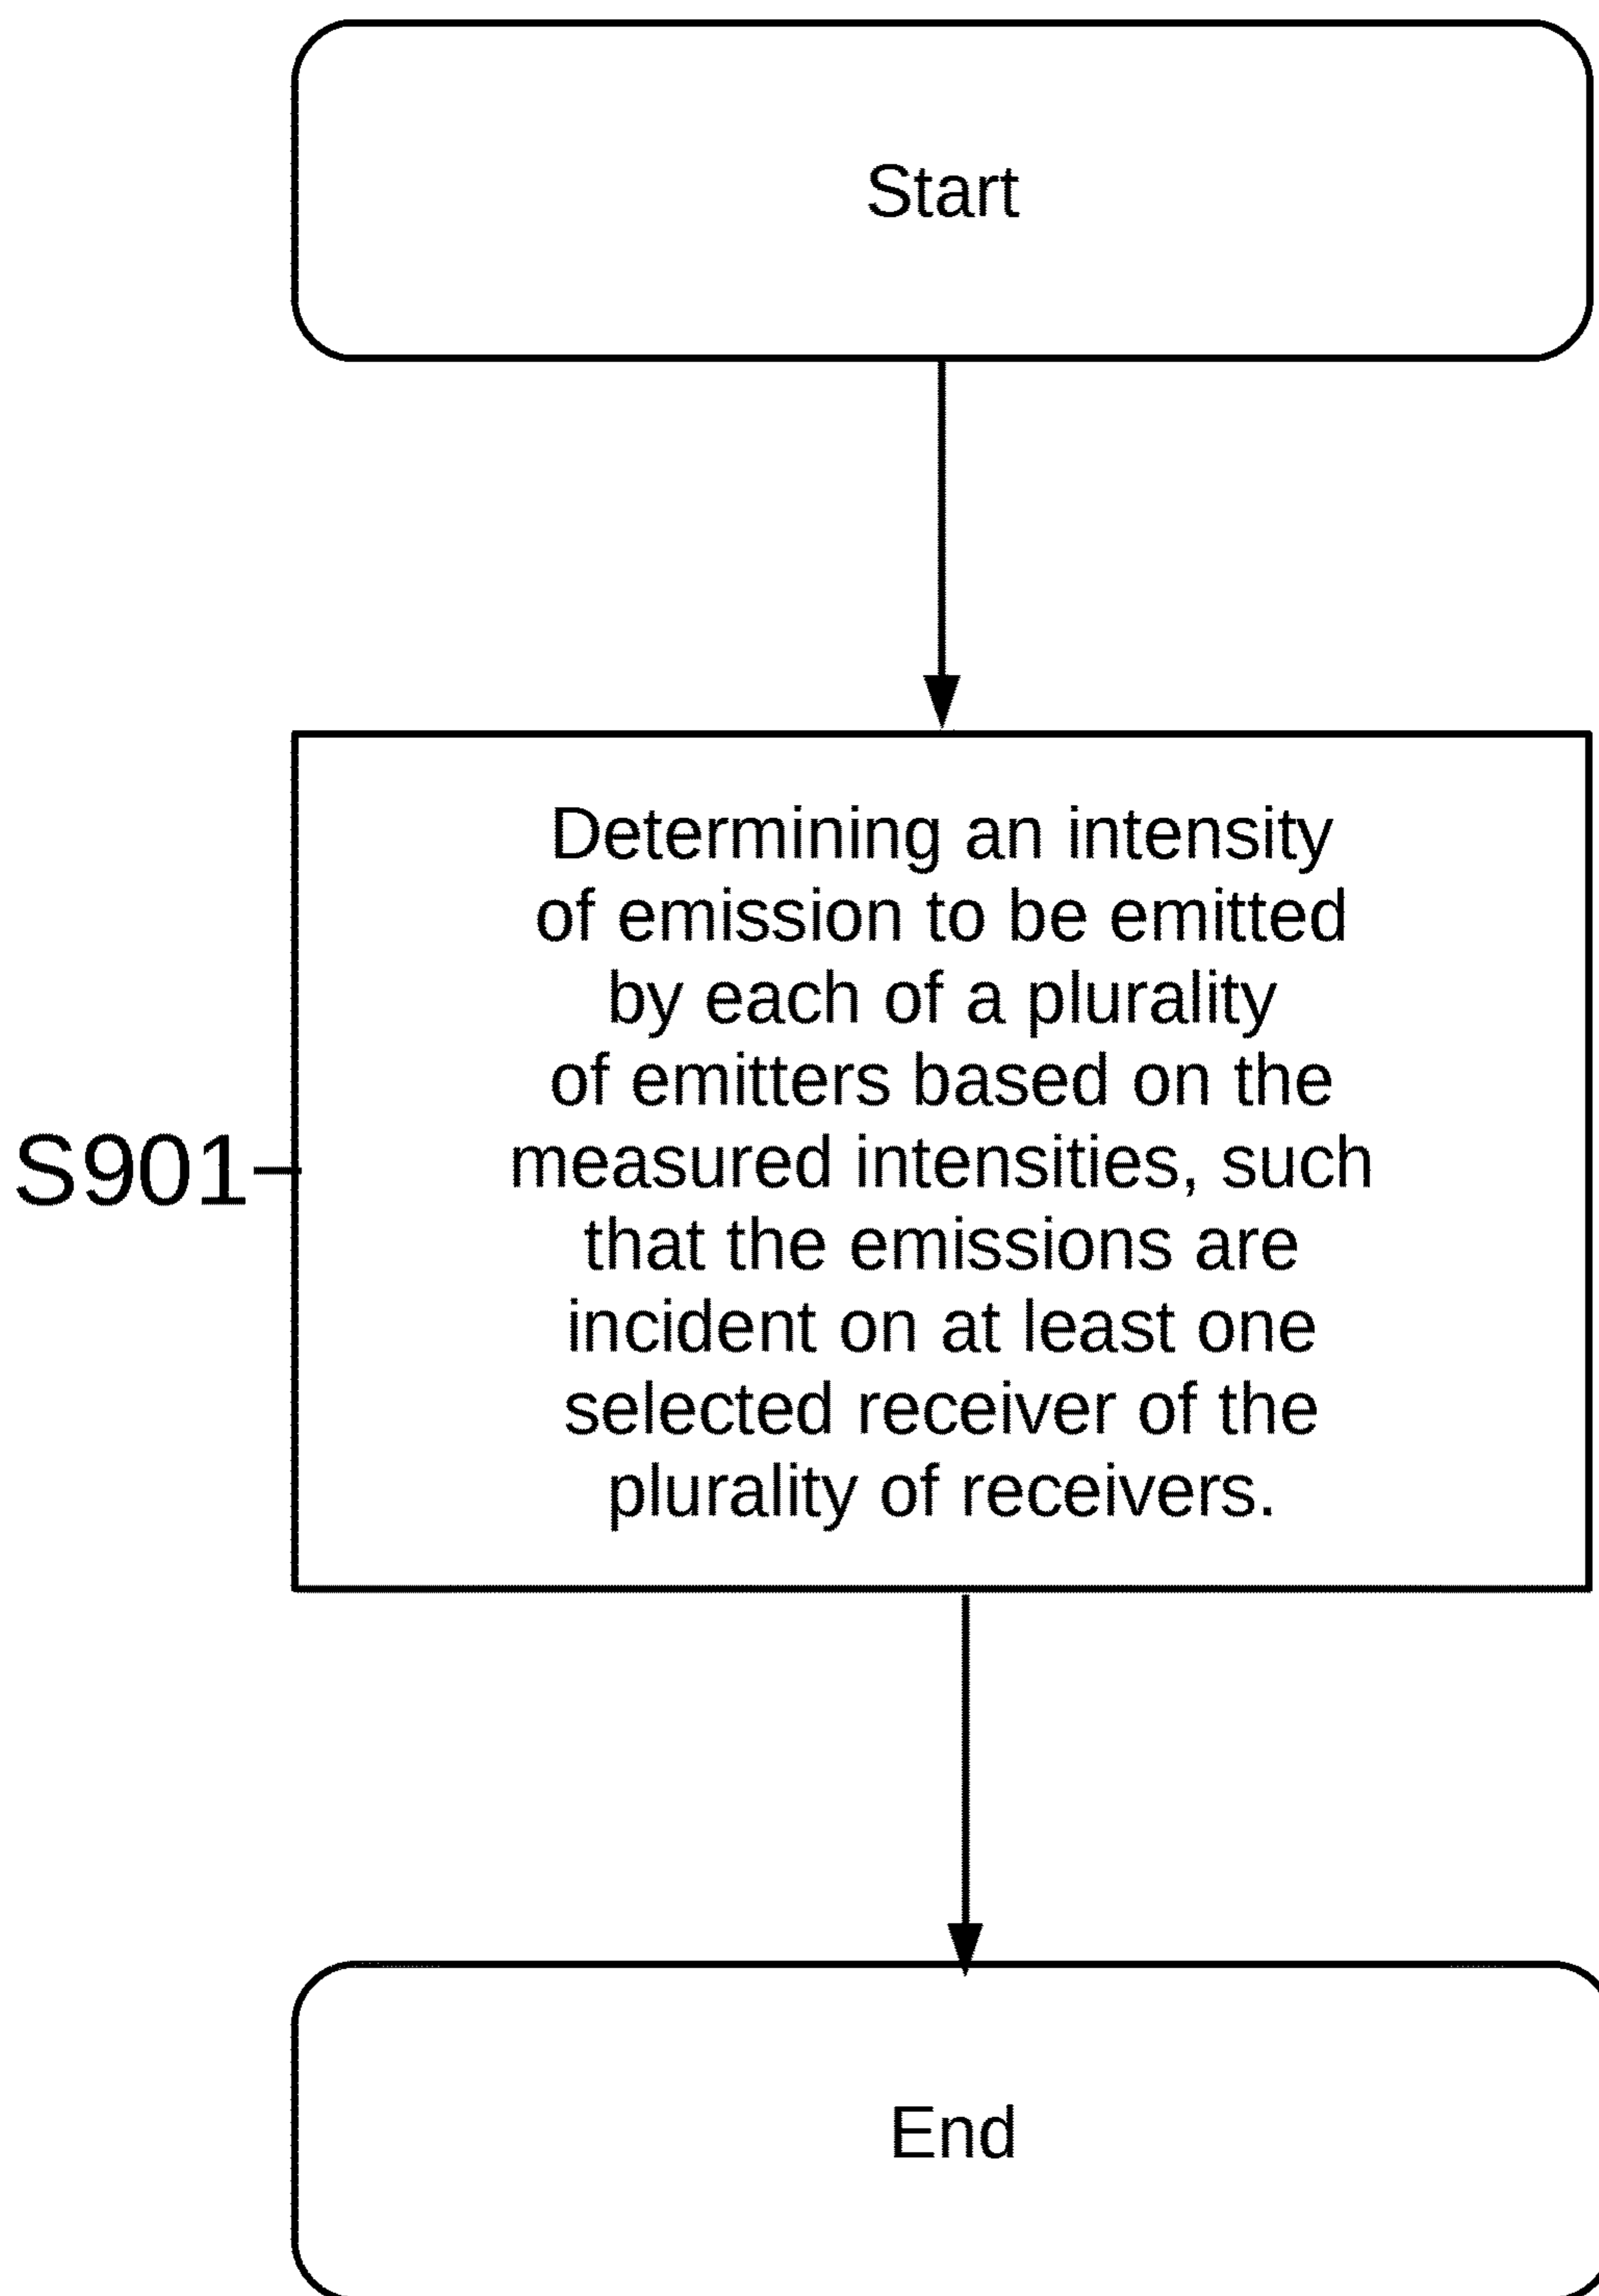 Start
Determining an intensity
of emission to be emitted
by each of a plurality
of emitters based on the
measured intensities, such
that the emissions are
incident on at least one
selected receiver of the
plurality of receivers.
S901
End